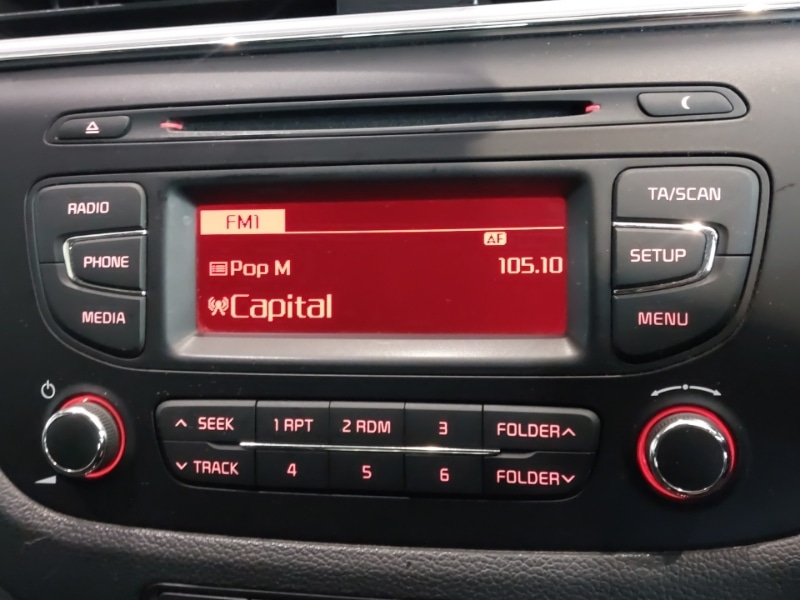 RADIO
PHONE
MEDIA
FM1
AF
Pop M 105.10
Capital
TA/SCAN
SETUP
MENU
SEEK 1 RPT 2 RDM 3 FOLDER
TRACK 4 5 6 FOLDER